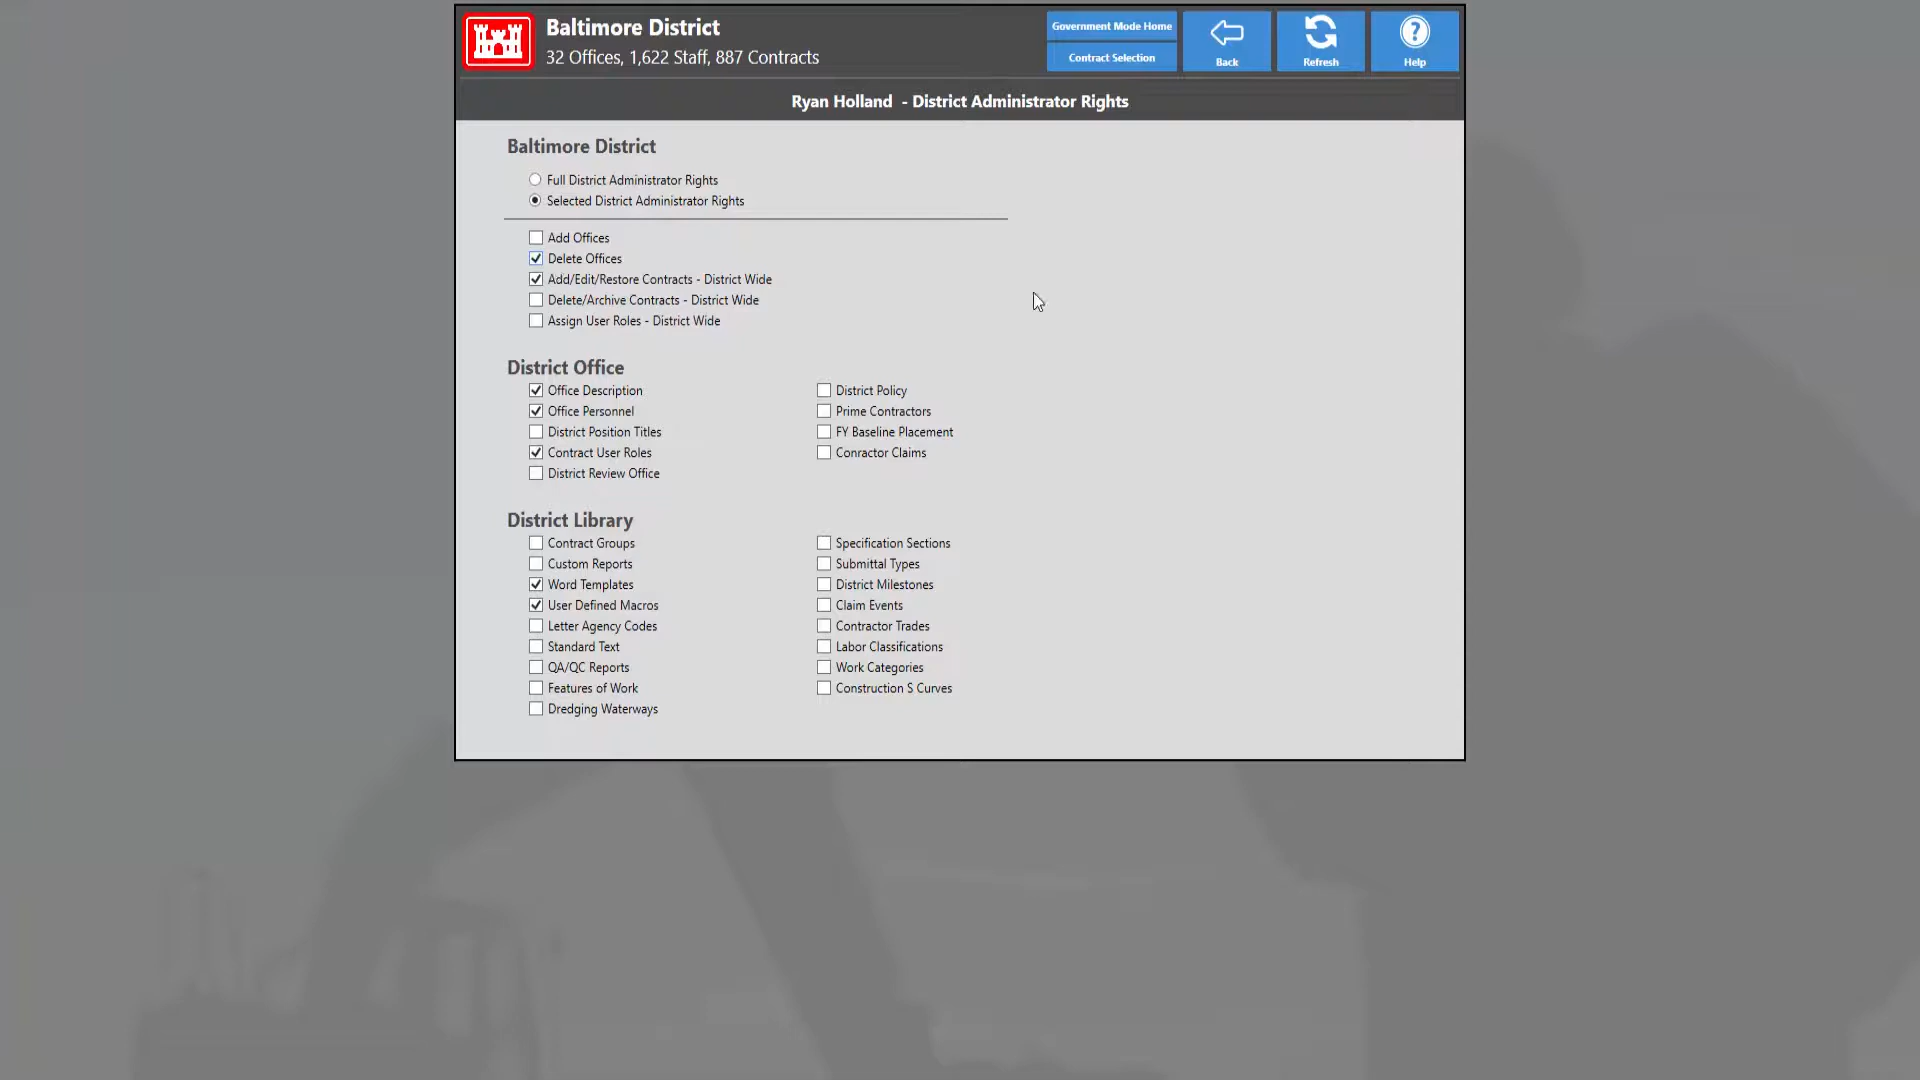 Baltimore District
32 Offices, 1,622 Staff, 887 Contracts
Government Mode Home
Contract Selection
Back
Refresh
Help
Ryan Holland - District Administrator Rights
Baltimore District
Full District Administrator Rights
Selected District Administrator Rights
Add Offices
Delete Offices
Add/Edit/Restore Contracts - District Wide
Delete/Archive Contracts - District Wide
Assign User Roles - District Wide
District Office
Office Description
Office Personnel
District Position Titles
Contract User Roles
District Review Office
District Policy
Prime Contractors
FY Baseline Placement
Conractor Claims
District Library
Contract Groups
Custom Reports
Word Templates
User Defined Macros
Letter Agency Codes
Standard Text
QA/QC Reports
Features of Work
Dredging Waterways
Specification Sections
Submittal Types
District Milestones
Claim Events
Contractor Trades
Labor Classifications
Work Categories
Construction S Curves